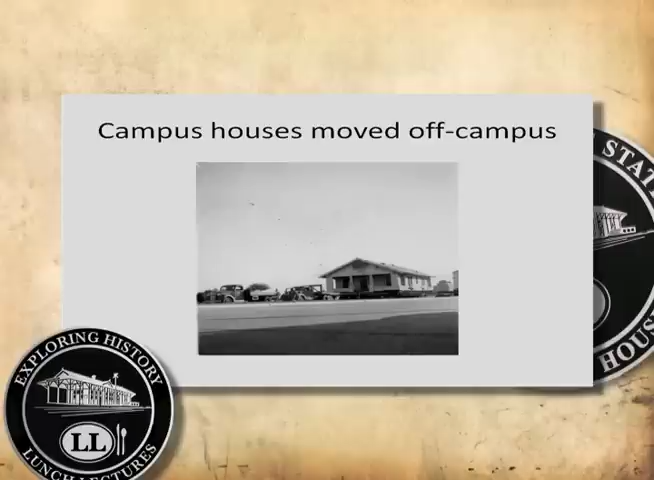 Campus houses moved off-campus
STAT
HOUS
EXPLORING HISTORY
LL
LUNCH LECTURES